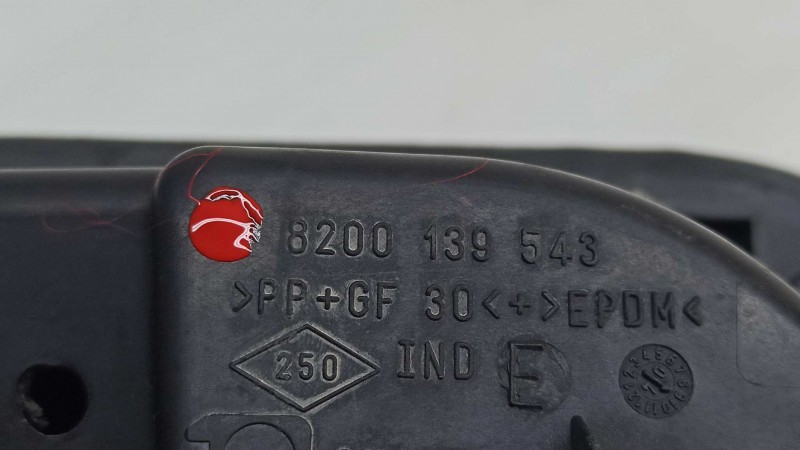 8200 139 543
>PP+GF 30<+>EPDM<
250 IND E